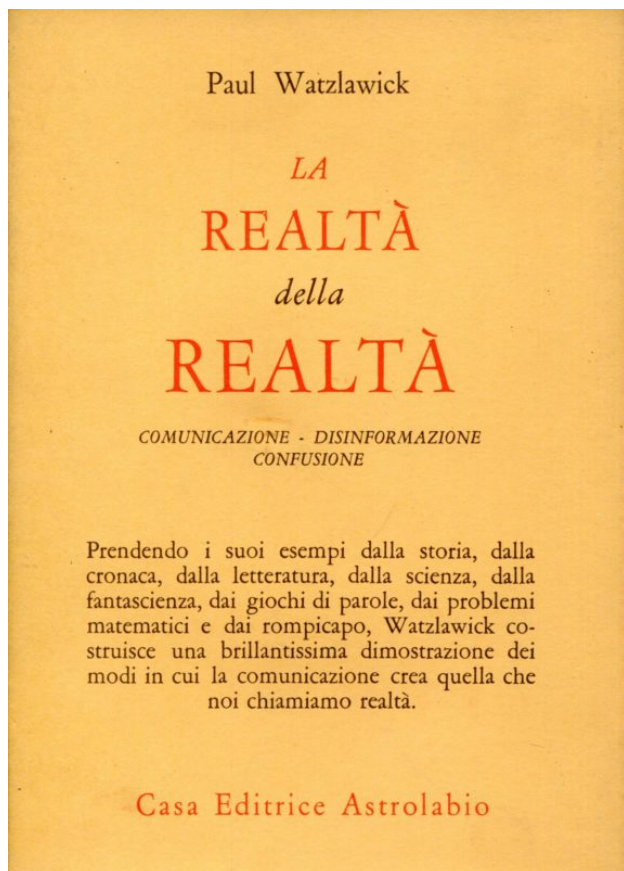 Paul Watzlawick
LA
REALTÀ
della
REALTÀ
COMUNICAZIONE - DISINFORMAZIONE
CONFUSIONE
Prendendo i suoi esempi dalla storia, dalla
cronaca, dalla letteratura, dalla scienza, dalla
fantascienza, dai giochi di parole, dai problemi
matematici e dai rompicapo, Watzlawick co-
struisce una brillantissima dimostrazione dei
modi in cui la comunicazione crea quella che
noi chiamiamo realtà.
Casa Editrice Astrolabio